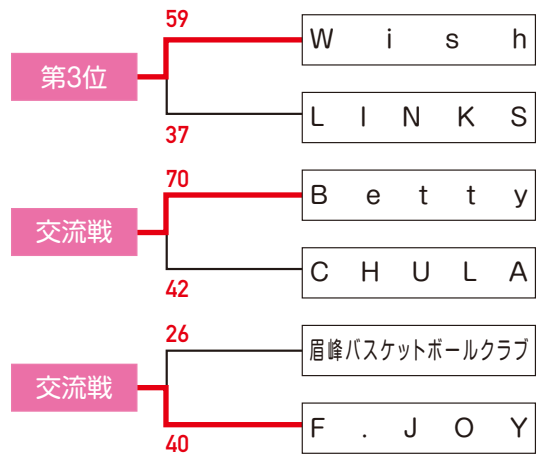 59
Wish
第3位
LINKS
37
70
Betty
交流戦
CHULA
42
26
眉峰バスケットボールクラブ
交流戦
F.JOY
40